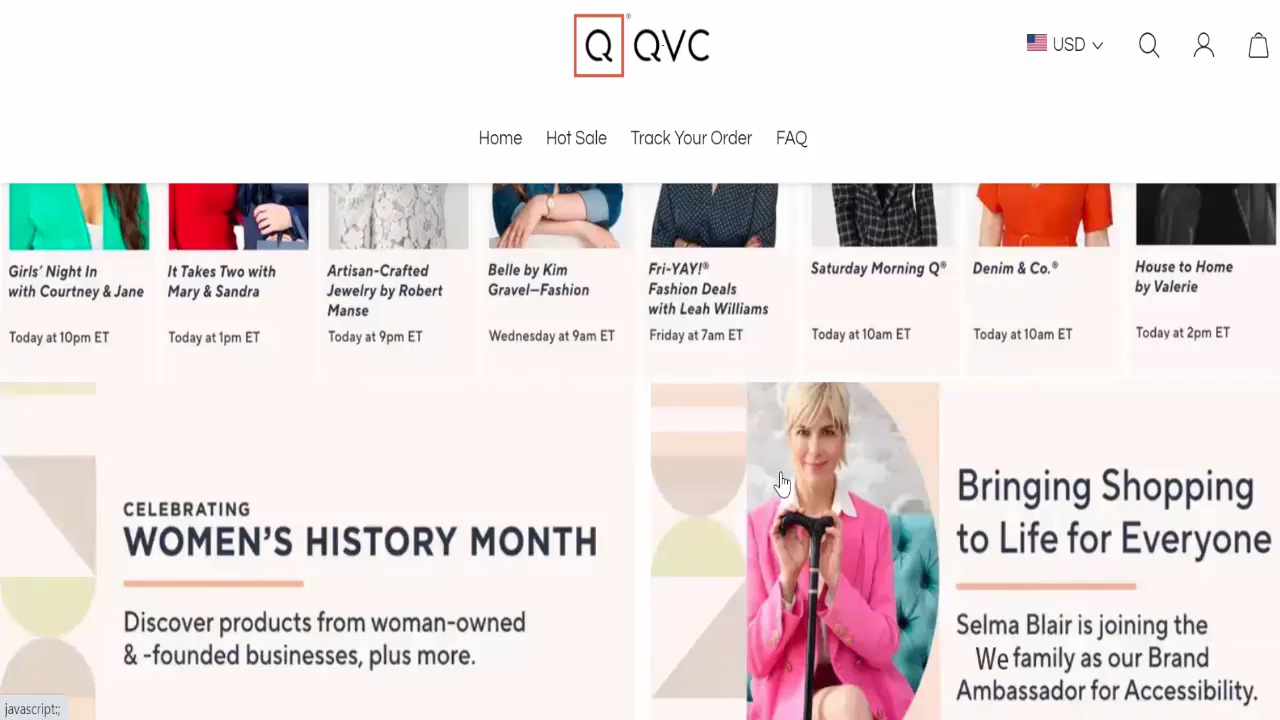 Q® QVC
USD
Home Hot Sale Track Your Order FAQ
Girls' Night In
with Courtney & Jane
Today at 10pm ET
It Takes Two with
Mary & Sandra
Today at 1pm ET
Artisan-Crafted
Jewelry by Robert
Manse
Today at 9pm ET
Belle by Kim
Gravel—Fashion
Wednesday at 9am ET
Fri-YAY!®
Fashion Deals
with Leah Williams
Friday at 7am ET
Saturday Morning Q®
Today at 10am ET
Denim & Co.®
Today at 10am ET
House to Home
by Valerie
Today at 2pm ET
CELEBRATING
WOMEN'S HISTORY MONTH
Discover products from woman-owned
& -founded businesses, plus more.
Bringing Shopping
to Life for Everyone
Selma Blair is joining the
We family as our Brand
Ambassador for Accessibility.
javascript:;